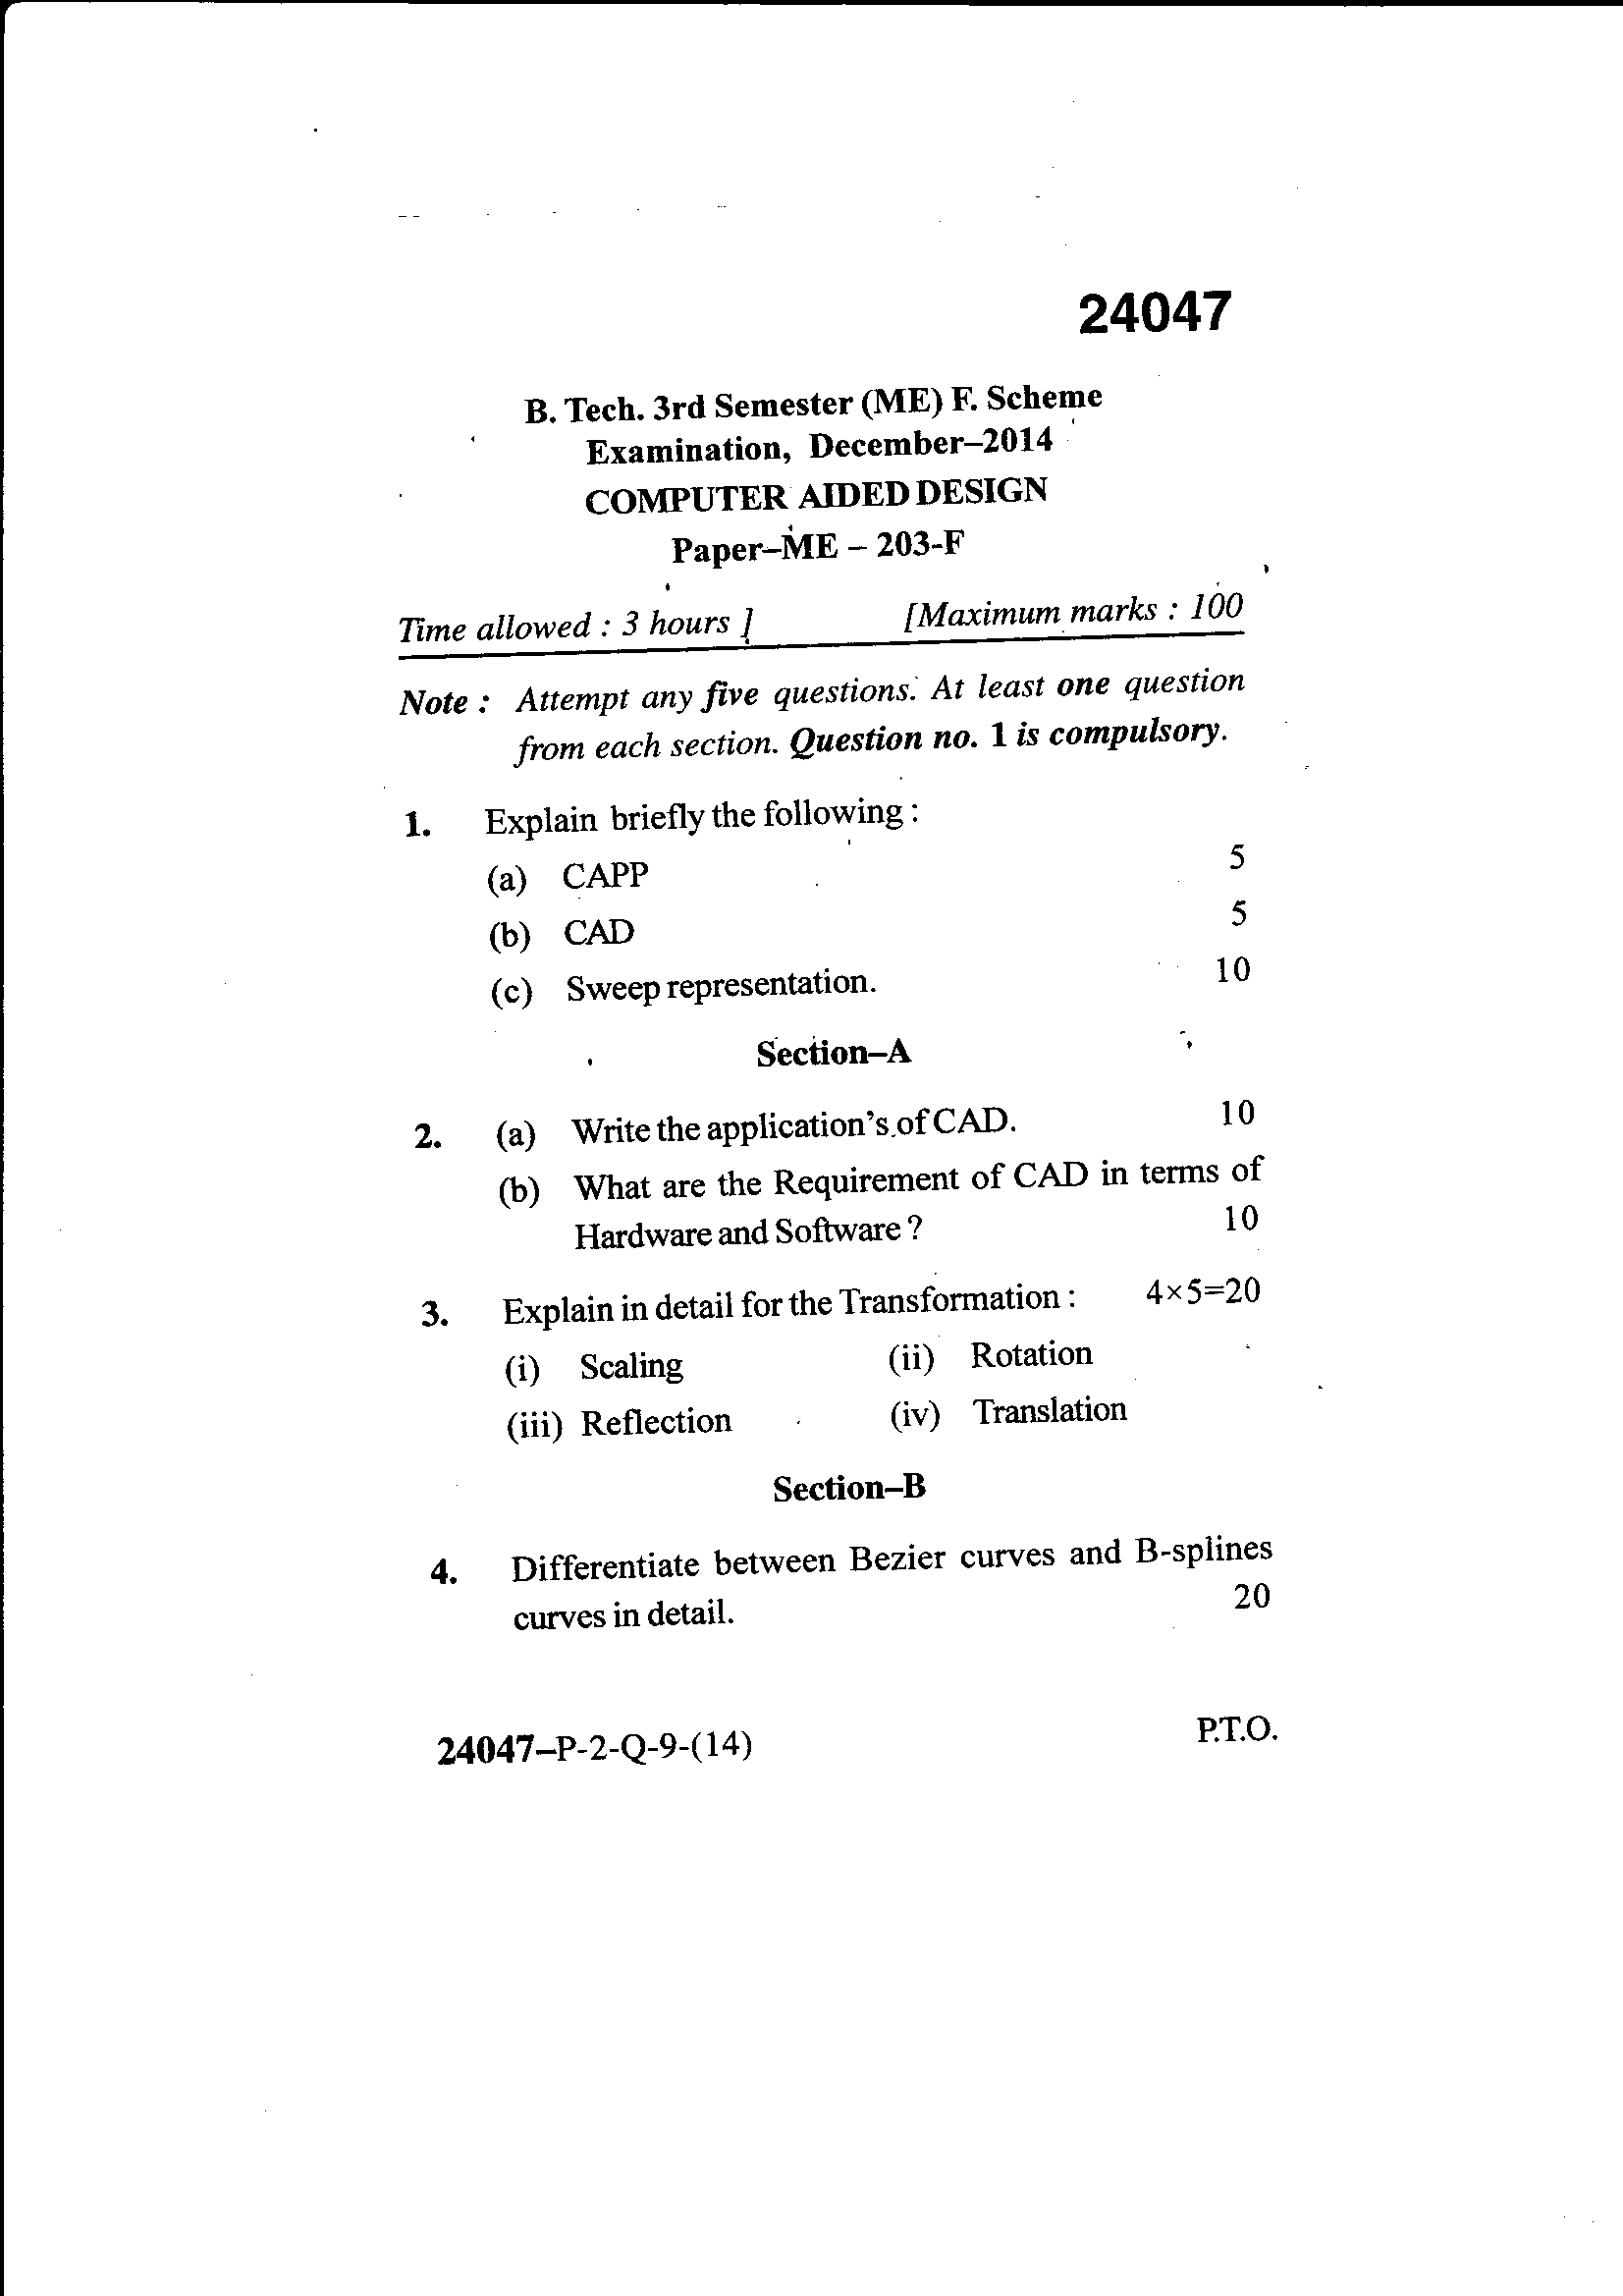 24047
B. Tech. 3rd Semester (ME) F. Scheme
Examination, December–2014
COMPUTER AIDED DESIGN
Paper–ME – 203-F
Time allowed : 3 hours ] [Maximum marks : 100
Note : Attempt any five questions. At least one question
from each section. Question no. 1 is compulsory.
1. Explain briefly the following :
(a) CAPP 5
(b) CAD 5
(c) Sweep representation. 10
Section–A
2. (a) Write the application's of CAD. 10
(b) What are the Requirement of CAD in terms of
Hardware and Software ? 10
3. Explain in detail for the Transformation : 4×5=20
(i) Scaling (ii) Rotation
(iii) Reflection (iv) Translation
Section–B
4. Differentiate between Bezier curves and B-splines
curves in detail. 20
24047–P-2-Q-9-(14) P.T.O.